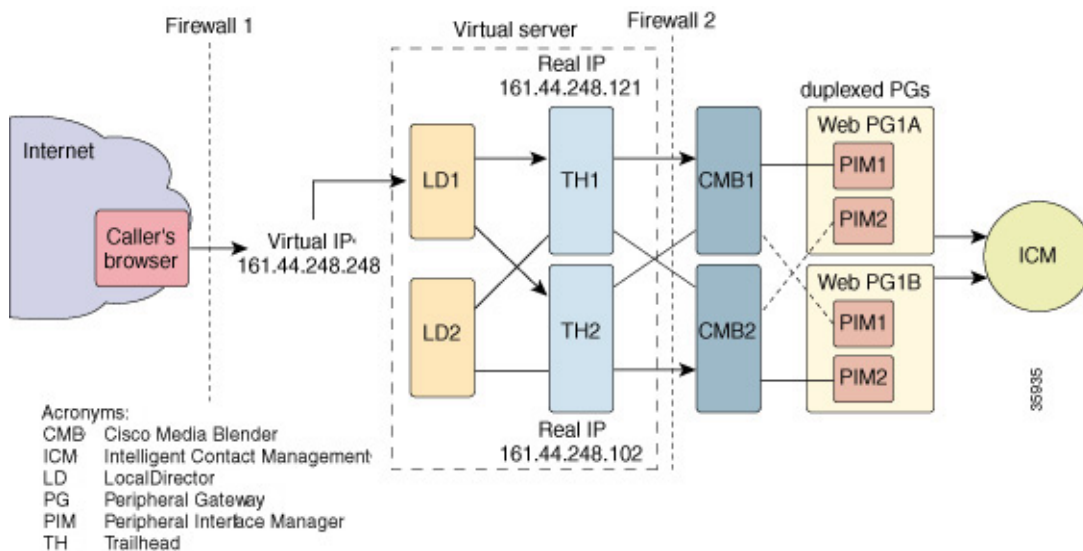 Firewall 1
Virtual server
Firewall 2
Real IP
161.44.248.121
duplexed PGs
Internet
Web PG1A
LD1
TH1
CMB1
PIM1
PIM2
Caller's
browser
Virtual IP
161.44.248.248
ICM
LD2
TH2
CMB2
Web PG1B
PIM1
PIM2
35935
Real IP
161.44.248.102
Acronyms:
CMB Cisco Media Blender
ICM Intelligent Contact Management
LD LocalDirector
PG Peripheral Gateway
PIM Peripheral Interface Manager
TH Trailhead